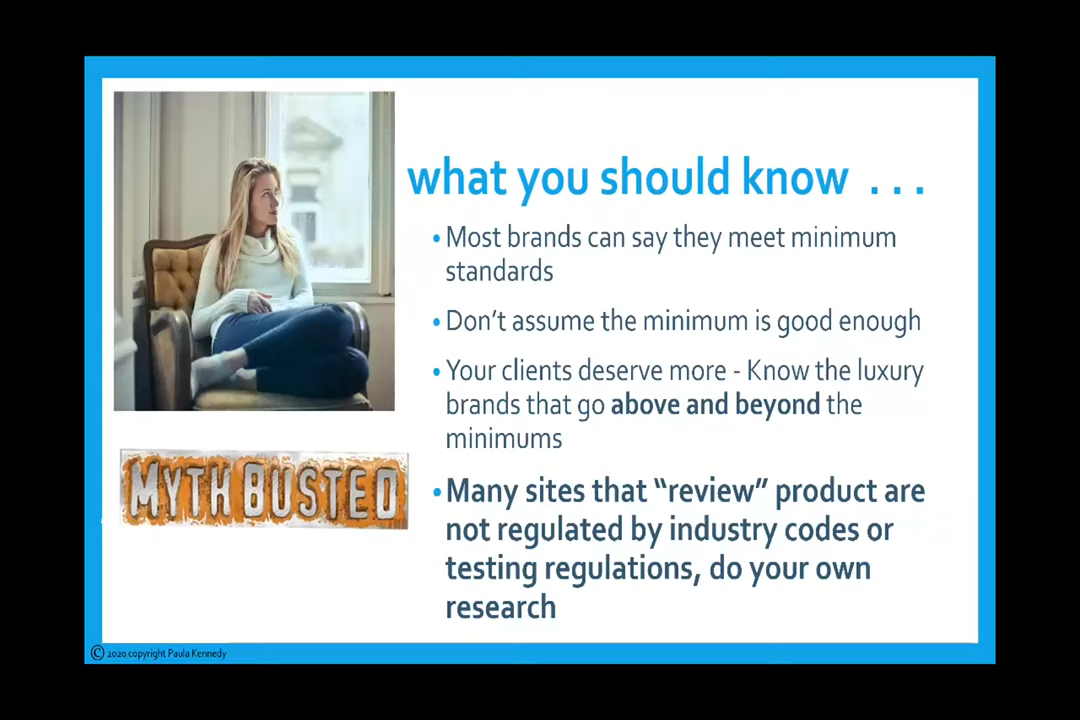 what you should know ...
• Most brands can say they meet minimum
standards
• Don't assume the minimum is good enough
• Your clients deserve more - Know the luxury
brands that go above and beyond the
minimums
• Many sites that “review” product are
not regulated by industry codes or
testing regulations, do your own
research
MYTH BUSTED
© 2020 copyright Paula Kennedy